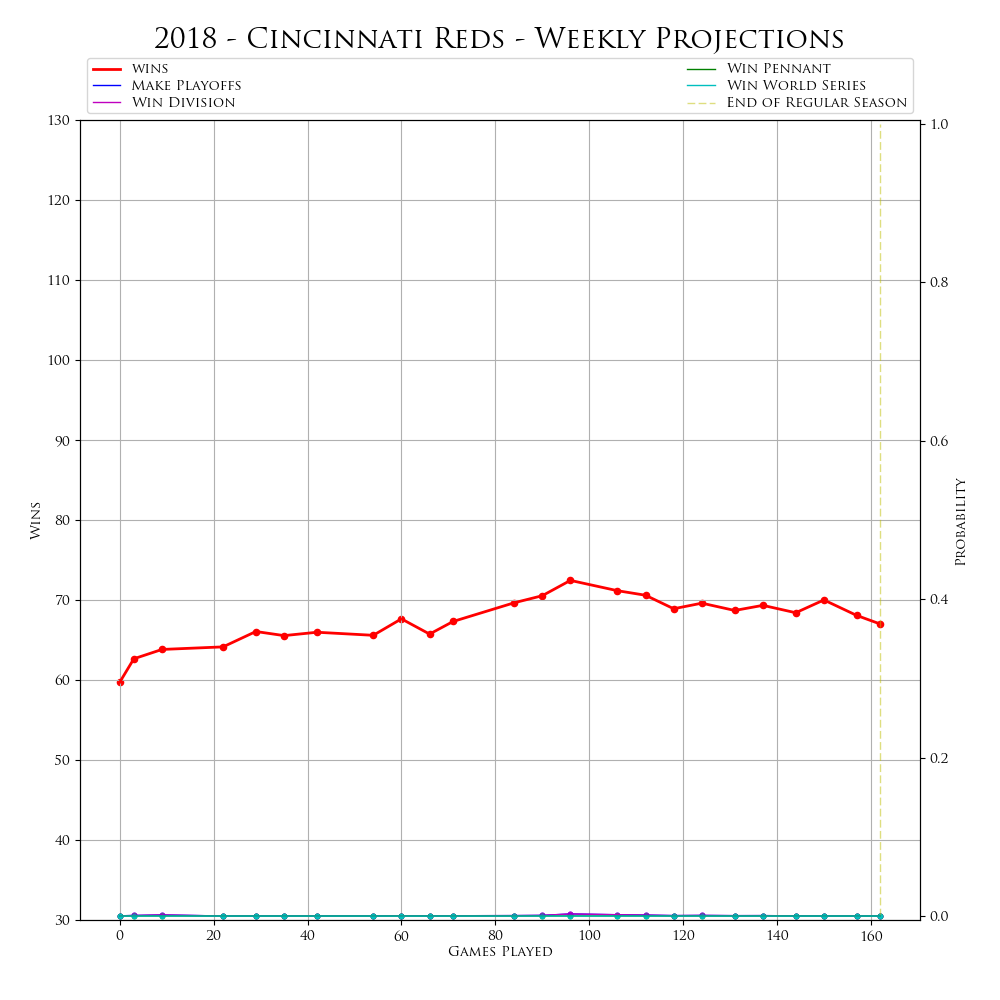 2018 - Cincinnati Reds - Weekly Projections
wins
Make Playoffs
Win Division
Win Pennant
Win World Series
End of Regular Season
130
120
110
100
90
80
70
60
50
40
30
Wins
1.0
0.8
0.6
0.4
0.2
0.0
Probability
0 20 40 60 80 100 120 140 160
Games Played